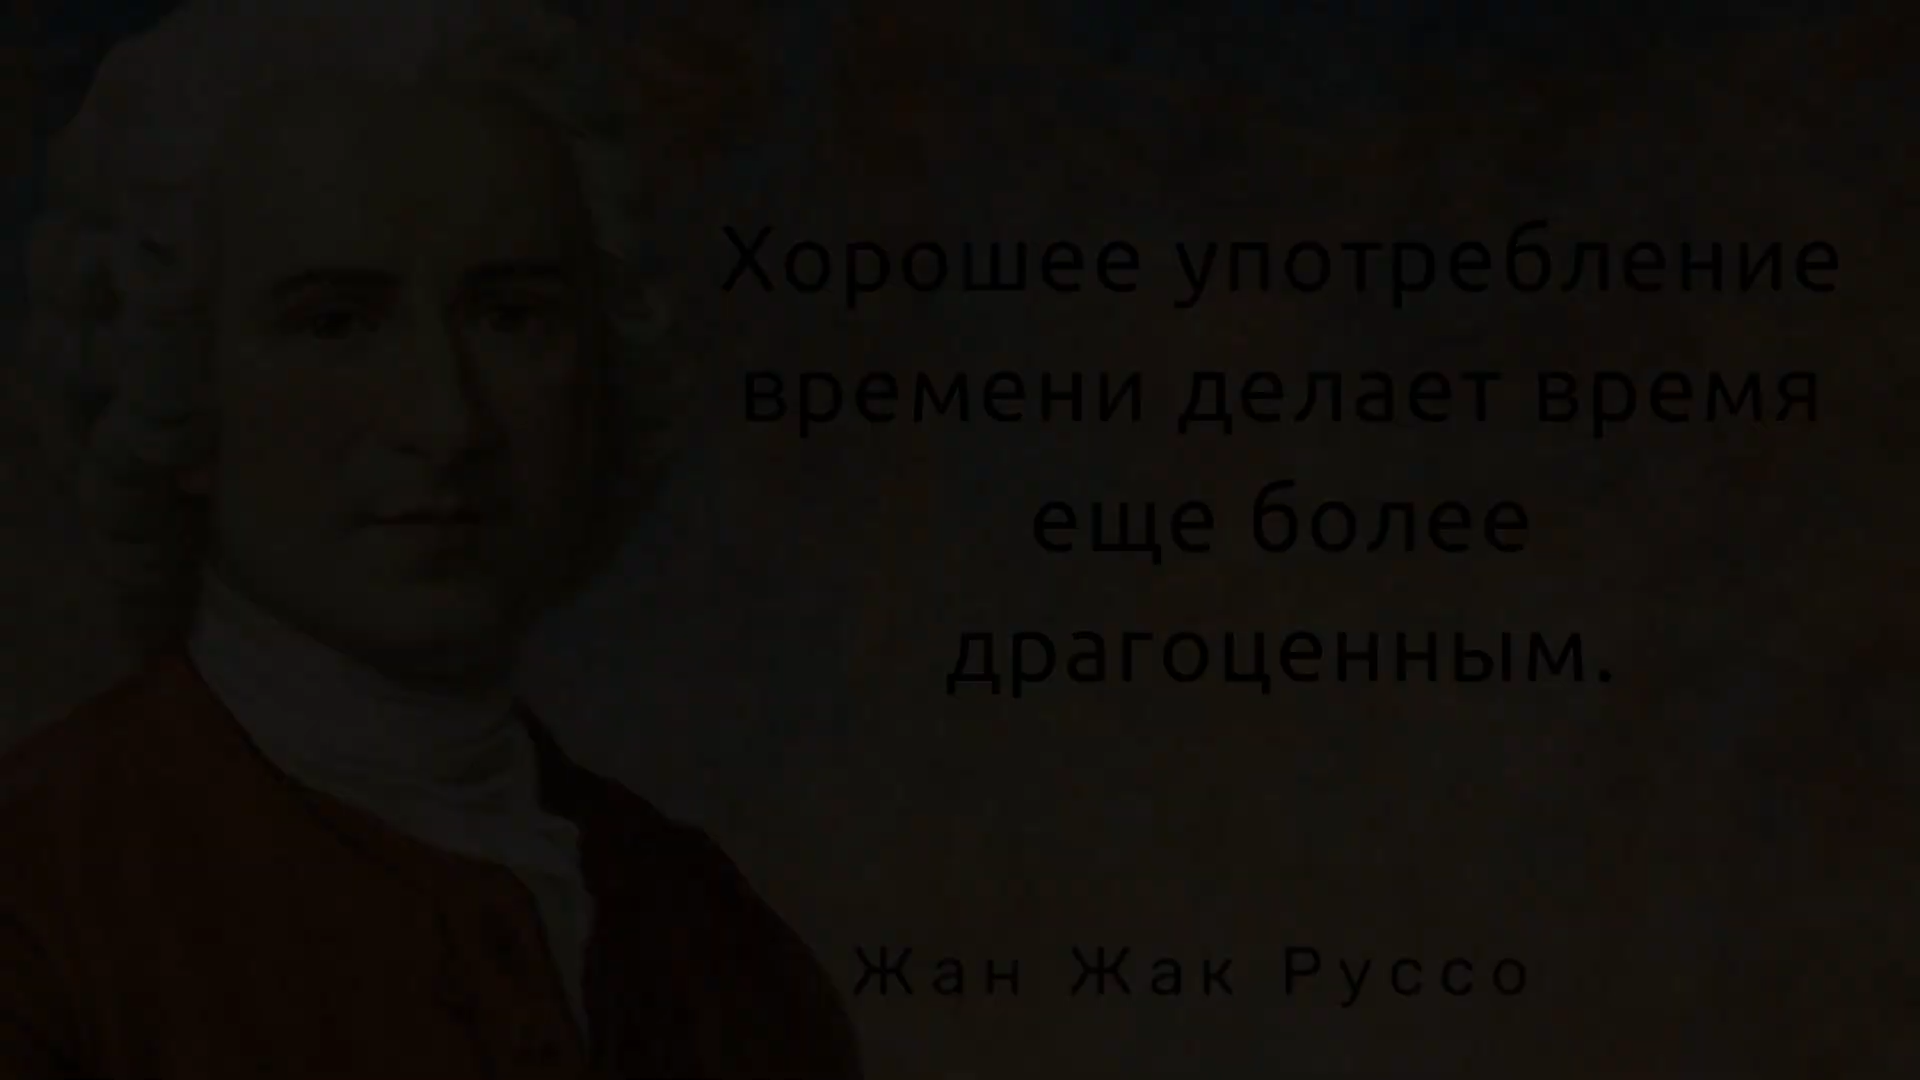 Хорошее употребление
времени делает время
еще более
драгоценным.
Жан Жак Руссо